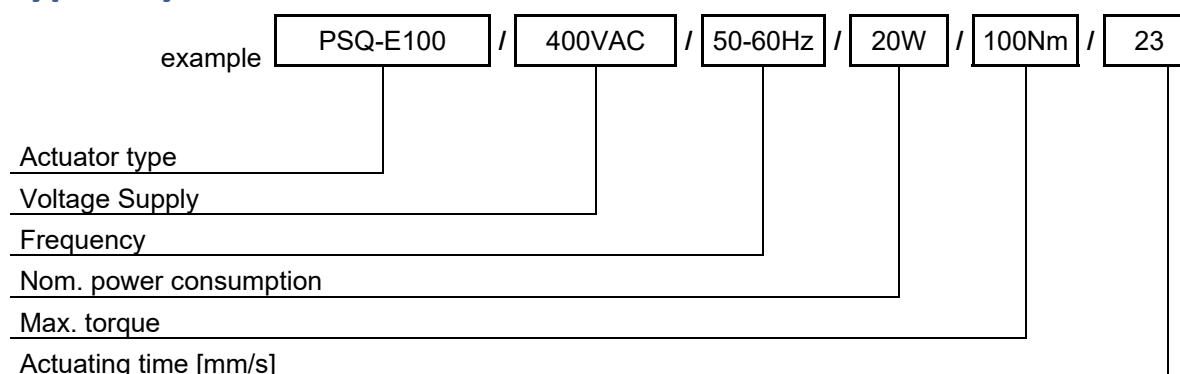 example PSQ-E100 / 400VAC / 50-60Hz / 20W / 100Nm / 23
Actuator type
Voltage Supply
Frequency
Nom. power consumption
Max. torque
Actuating time [mm/s]